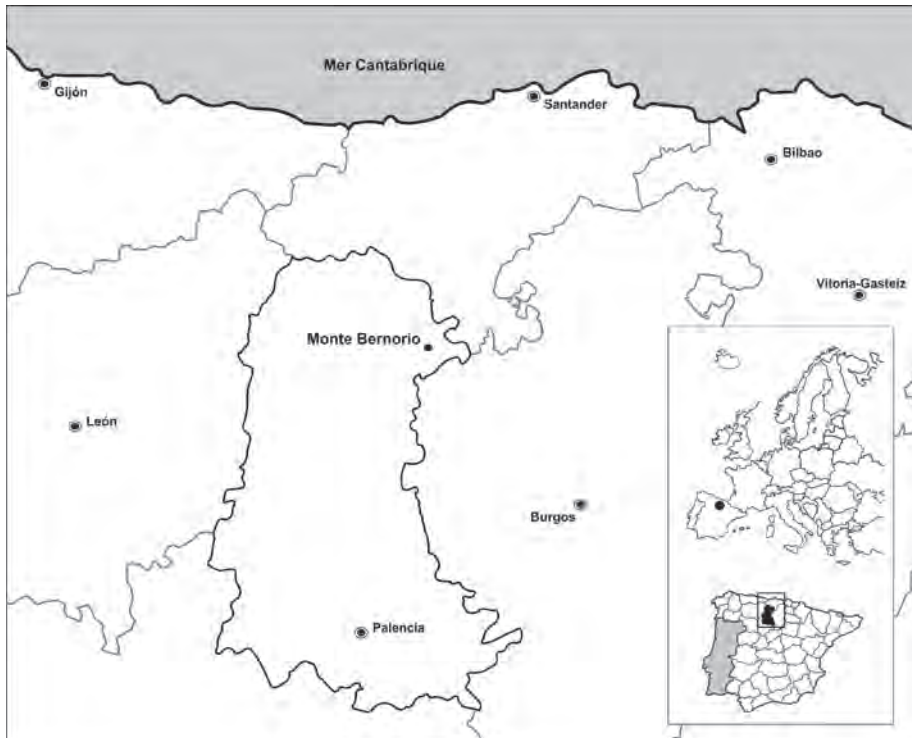 Mer Cantabrique
Gijón
Santander
Bilbao
Vitoria-Gasteiz
Monte Bernorio
León
Burgos
Palencia